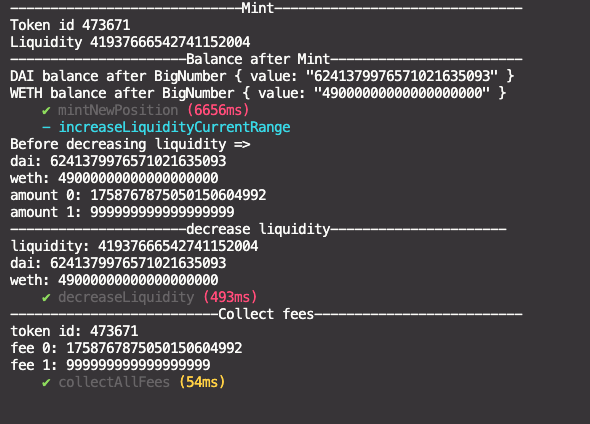 -----------------------------Mint-------------------------------
Token id 473671
Liquidity 41937666542741152004
----------------------Balance after Mint------------------------
DAI balance after BigNumber { value: "6241379976571021635093" }
WETH balance after BigNumber { value: "49000000000000000000" }
✔ mintNewPosition (6656ms)
- increaseLiquidityCurrentRange
Before decreasing liquidity =>
dai: 6241379976571021635093
weth: 49000000000000000000
amount 0: 1758767875050150604992
amount 1: 999999999999999999
----------------------decrease liquidity----------------------
liquidity: 41937666542741152004
dai: 6241379976571021635093
weth: 49000000000000000000
✔ decreaseLiquidity (493ms)
--------------------------Collect fees--------------------------
token id: 473671
fee 0: 1758767875050150604992
fee 1: 999999999999999999
✔ collectAllFees (54ms)